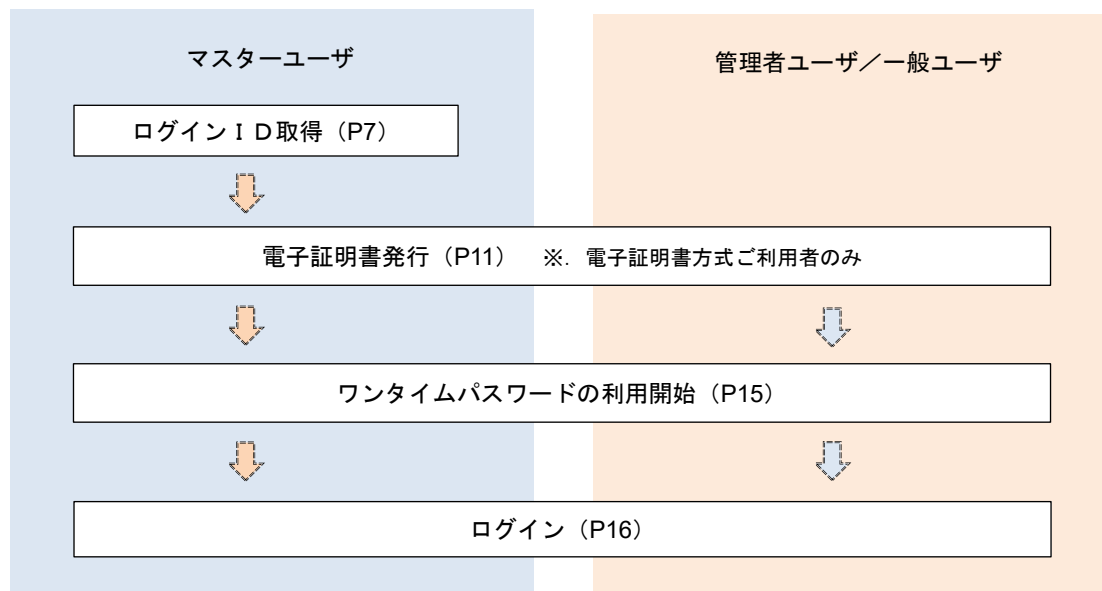 マスターユーザ
管理者ユーザ／一般ユーザ
ログインＩＤ取得（P7）
電子証明書発行（P11）　※. 電子証明書方式ご利用者のみ
ワンタイムパスワードの利用開始（P15）
ログイン（P16）